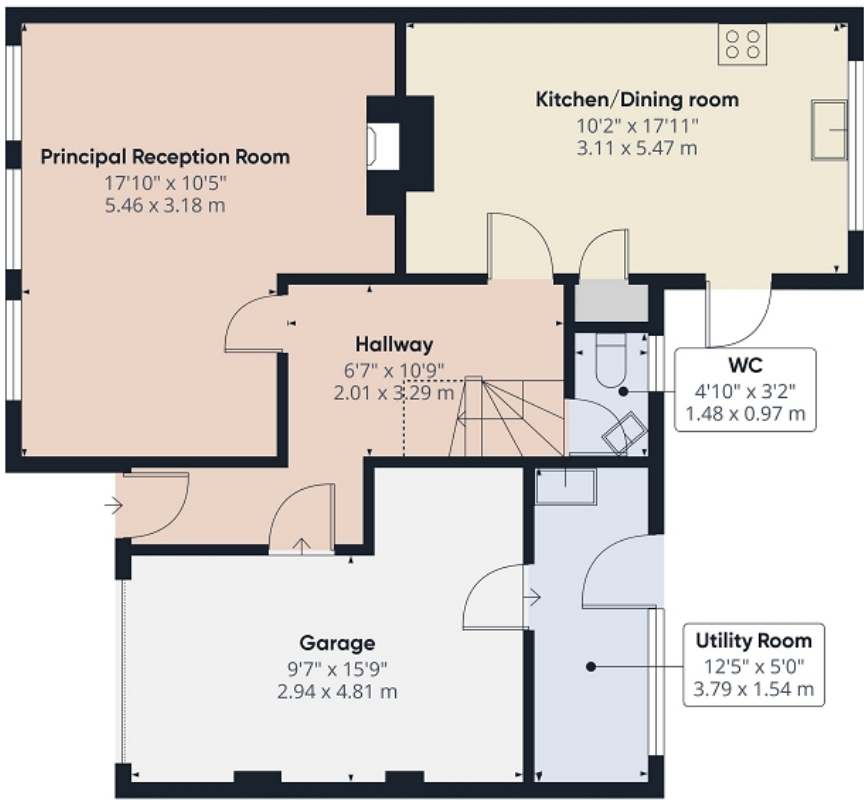 Principal Reception Room
17'10" x 10'5"
5.46 x 3.18 m
Kitchen/Dining room
10'2" x 17'11"
3.11 x 5.47 m
Hallway
6'7" x 10'9"
2.01 x 3.29 m
WC
4'10" x 3'2"
1.48 x 0.97 m
Garage
9'7" x 15'9"
2.94 x 4.81 m
Utility Room
12'5" x 5'0"
3.79 x 1.54 m